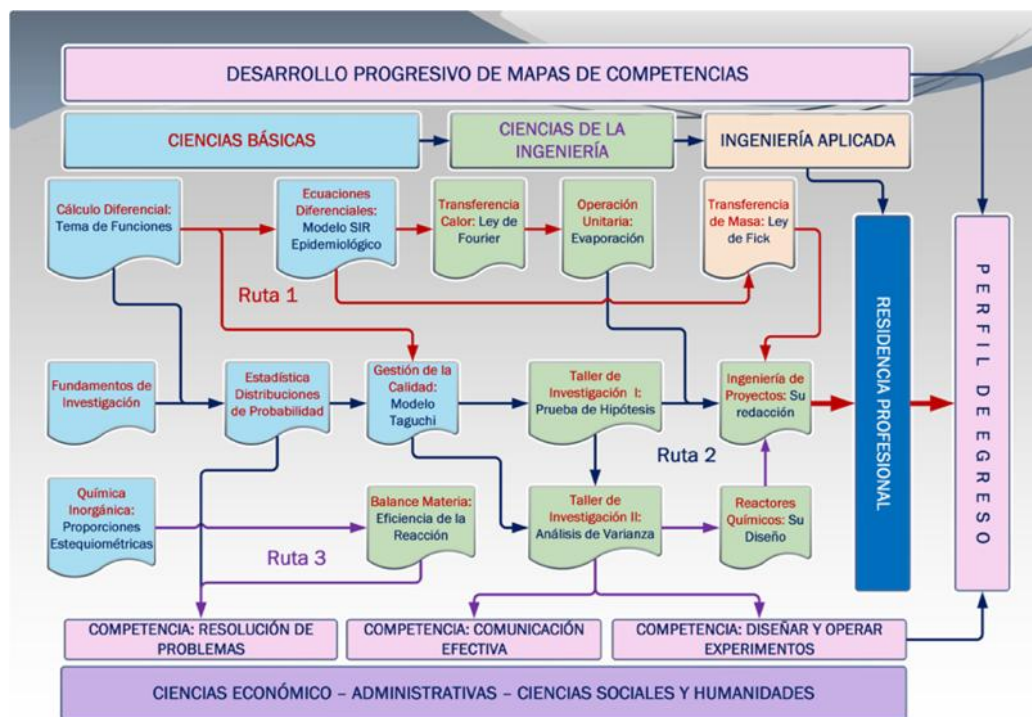 DESARROLLO PROGRESIVO DE MAPAS DE COMPETENCIAS
CIENCIAS BÁSICAS
CIENCIAS DE LA
INGENIERÍA
INGENIERÍA APLICADA
Cálculo Diferencial:
Tema de Funciones
Ecuaciones
Diferenciales:
Modelo SIR
Epidemiológico
Transferencia
Calor: Ley de
Fourier
Operación
Unitaria:
Evaporación
Transferencia
de Masa: Ley
de Fick
Ruta 1
Fundamentos de
Investigación
Estadística
Distribuciones
de Probabilidad
Gestión de la
Calidad:
Modelo
Taguchi
Taller de
Investigación I:
Prueba de Hipótesis
Ingeniería de
Proyectos: Su
redacción
Ruta 2
Química
Inorgánica:
Proporciones
Estequiométricas
Balance Materia:
Eficiencia de la
Reacción
Taller de
Investigación II:
Análisis de Varianza
Reactores
Químicos: Su
Diseño
Ruta 3
RESIDENCIA PROFESIONAL
PERFIL DE EGRESO
COMPETENCIA: RESOLUCIÓN DE
PROBLEMAS
COMPETENCIA: COMUNICACIÓN
EFECTIVA
COMPETENCIA: DISEÑAR Y OPERAR
EXPERIMENTOS
CIENCIAS ECONÓMICO – ADMINISTRATIVAS – CIENCIAS SOCIALES Y HUMANIDADES